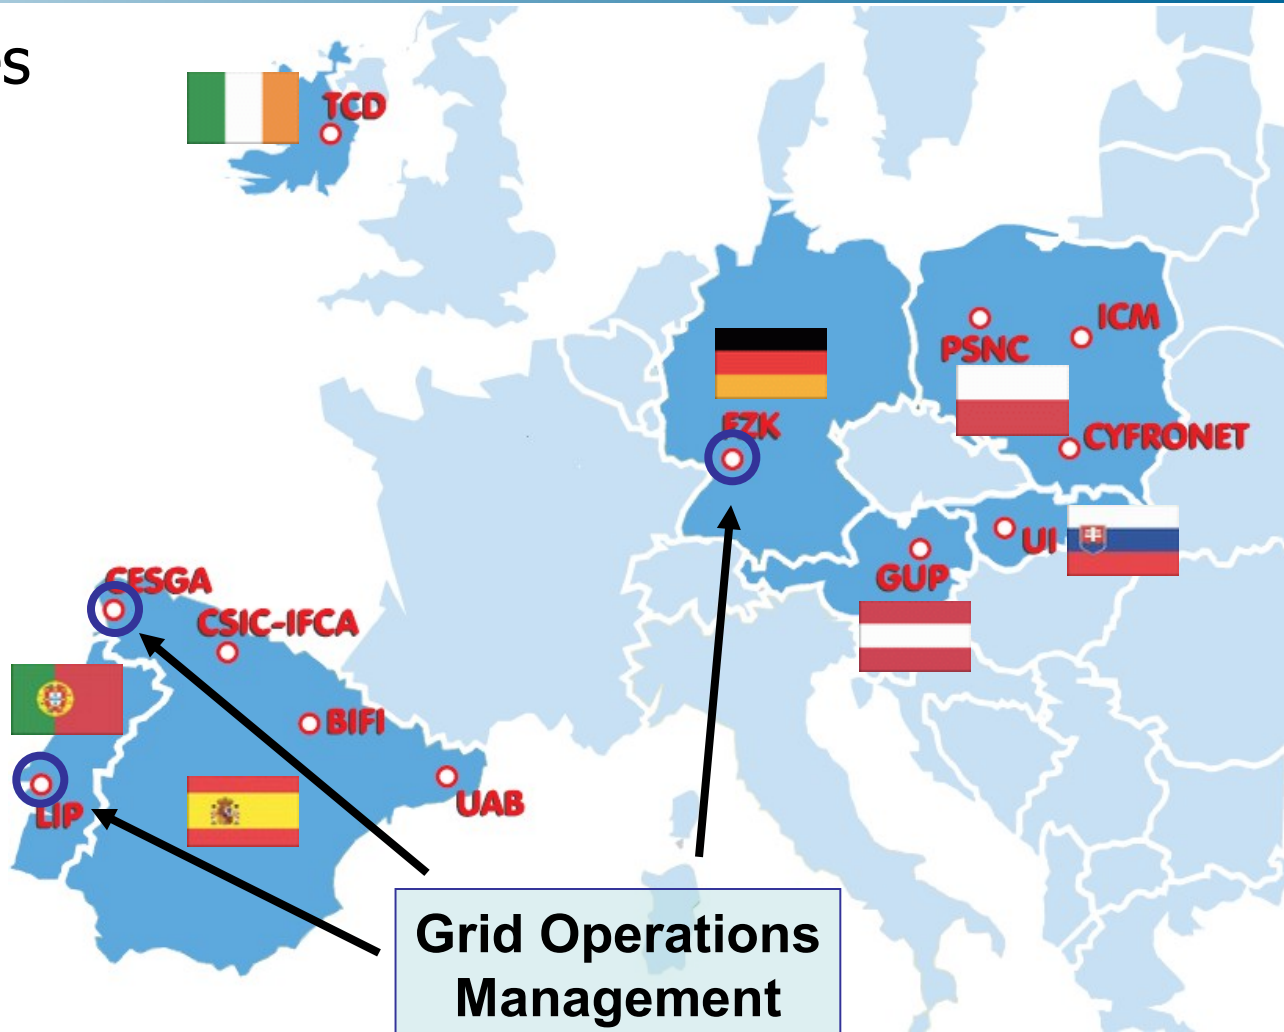 s
TCD
ICM
PSNC
FZK
CYFRONET
UI
GUP
CESGA
CSIC-IFCA
BIFI
UAB
LIP
Grid Operations
Management